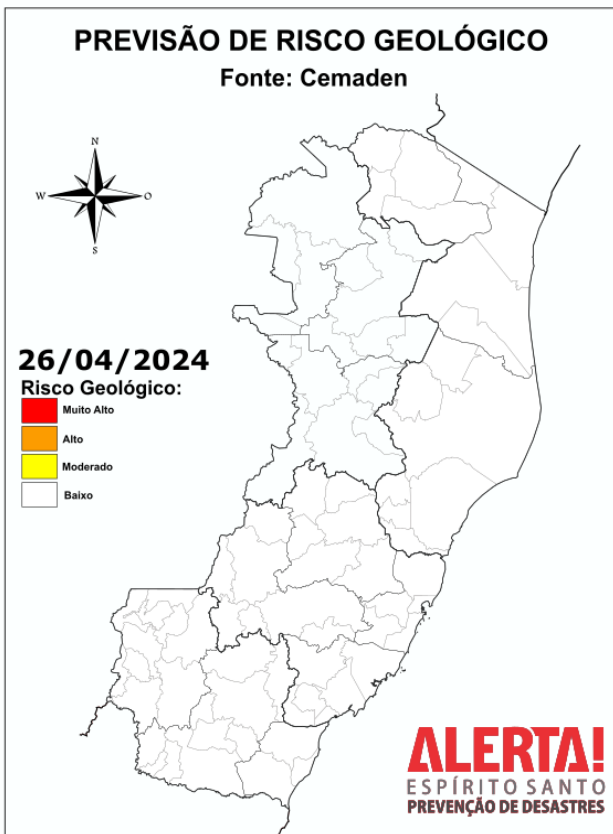 PREVISÃO DE RISCO GEOLÓGICO
Fonte: Cemaden
N
W
O
S
26/04/2024
Risco Geológico:
Muito Alto
Alto
Moderado
Baixo
ALERTA!
ESPÍRITO SANTO
PREVENÇÃO DE DESASTRES